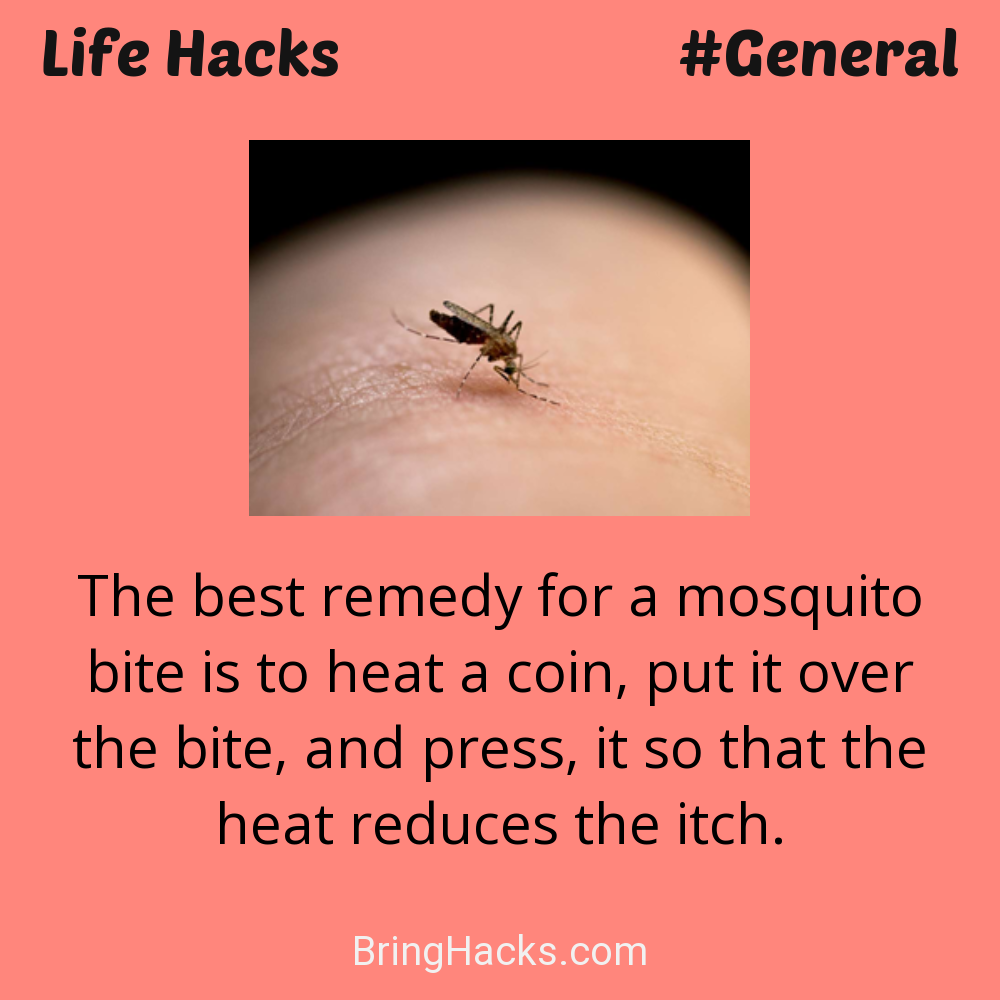 Life Hacks #General
The best remedy for a mosquito
bite is to heat a coin, put it over
the bite, and press, it so that the
heat reduces the itch.
BringHacks.com